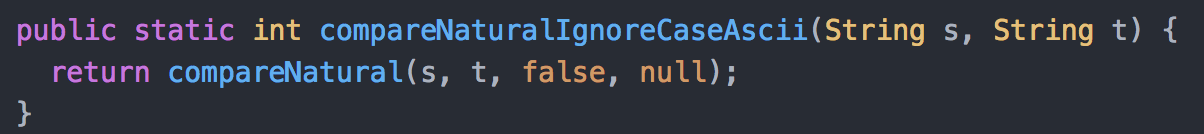 public static int compareNaturalIgnoreCaseAscii(String s, String t) {
  return compareNatural(s, t, false, null);
}